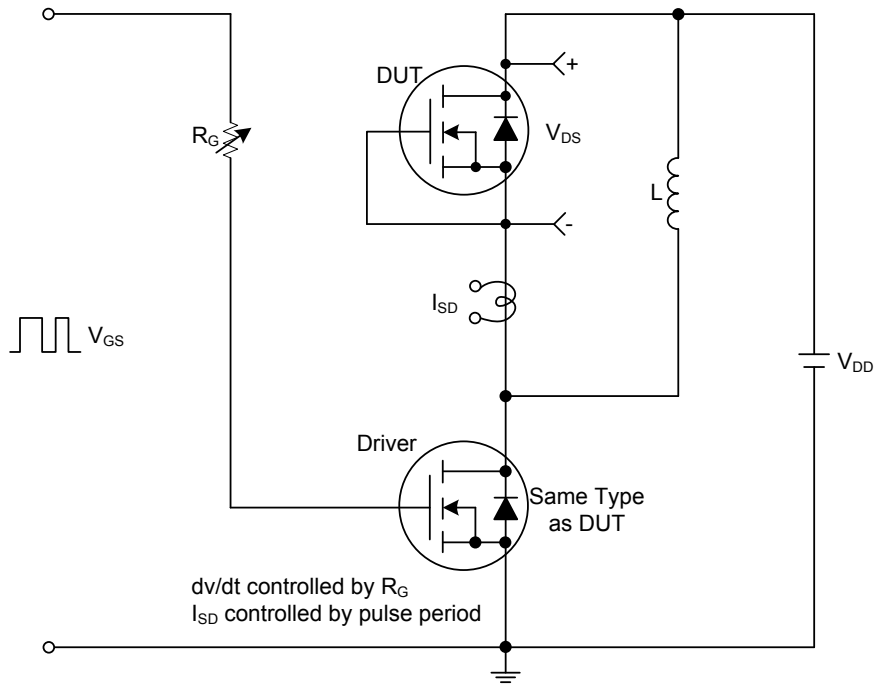 DUT
+
R_G
V_DS
L
-
I_SD
V_GS
V_DD
Driver
Same Type
as DUT
dv/dt controlled by R_G
I_SD controlled by pulse period